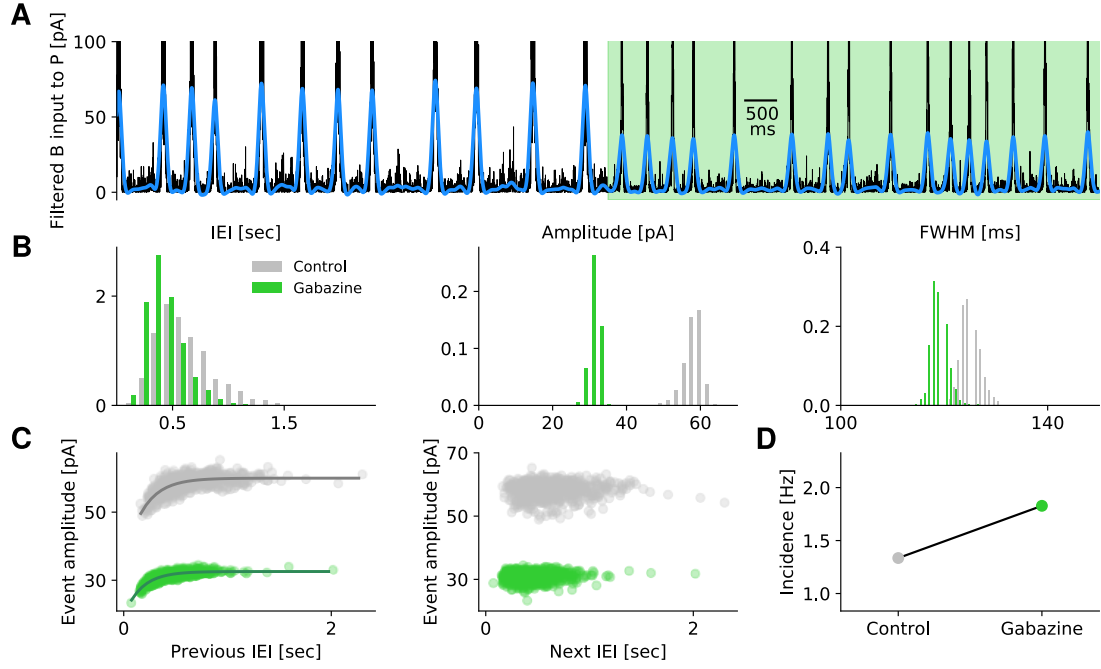 A
Filtered B input to P [pA]
100
50
0
500
ms
B
IEI [sec]
Amplitude [pA]
FWHM [ms]
Control
Gabazine
2
0
0.5
1.5
0.2
0.1
0.0
0
20
40
60
0.4
0.2
0.0
100
140
C
Event amplitude [pA]
50
30
0
2
Previous IEI [sec]
Event amplitude [pA]
70
50
30
0
2
Next IEI [sec]
D
Incidence [Hz]
2.0
1.5
1.0
Control
Gabazine